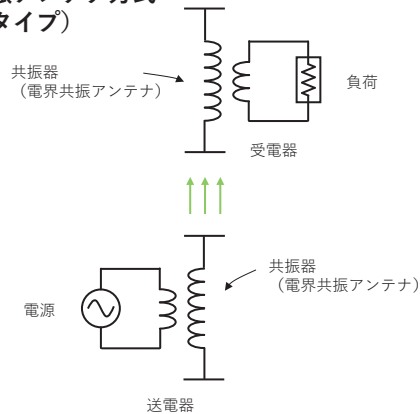 アンテナ方式
タイプ）
共振器
（電界共振アンテナ）
負荷
受電器
共振器
（電界共振アンテナ）
電源
送電器